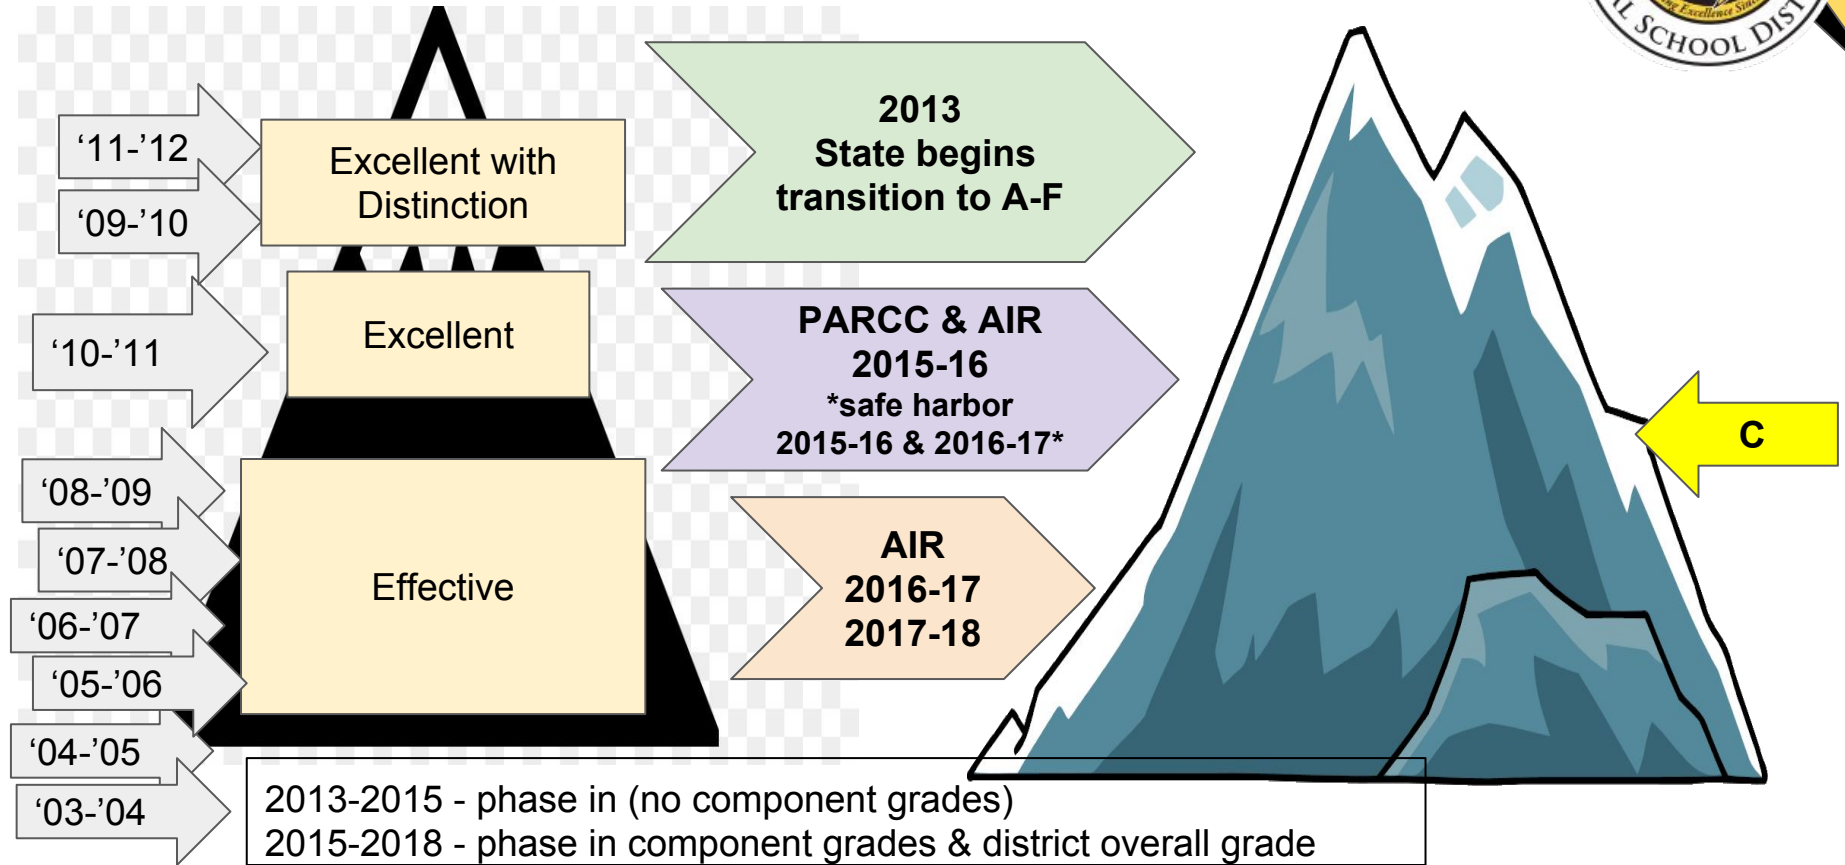 ng Excellence Sinc
L SCHOOL DIST
‘11-’12
‘09-’10
‘10-’11
‘08-’09
‘07-’08
‘06-’07
‘05-’06
‘04-’05
‘03-’04
Excellent with
Distinction
Excellent
Effective
2013
State begins
transition to A-F
PARCC & AIR
2015-16
*safe harbor
2015-16 & 2016-17*
AIR
2016-17
2017-18
C
2013-2015 - phase in (no component grades)
2015-2018 - phase in component grades & district overall grade